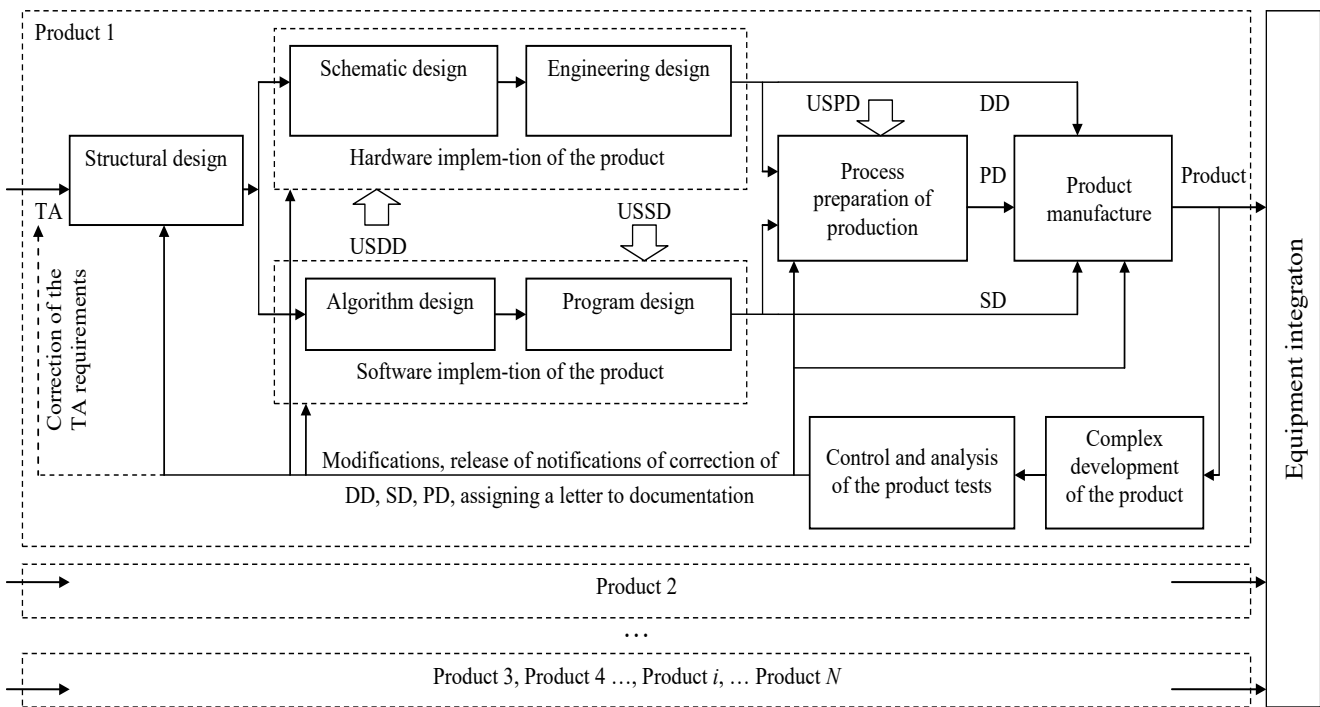 Product 1
Schematic design
Engineering design
Hardware implem-tion of the product
USPD
DD
Structural design
TA
Process
preparation of
production
PD
Product
manufacture
Product
USDD
USSD
Algorithm design
Program design
Software implem-tion of the product
SD
Correction of the
TA requirements
Modifications, release of notifications of correction of
DD, SD, PD, assigning a letter to documentation
Control and analysis
of the product tests
Complex
development
of the product
Equipment integraton
Product 2
…
Product 3, Product 4 …, Product i, … Product N